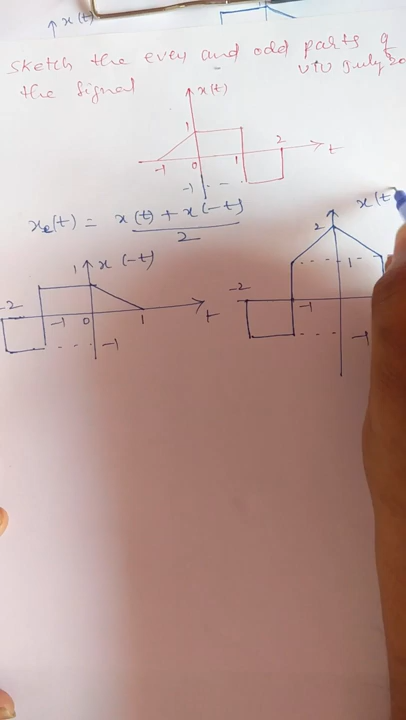 x(t)
Sketch the evey and odd parts of
the Signal VTU July 20
x(t)
1
-1 0 1 2 t
-1
xe(t) = x(t) + x(-t)
2
x(t
1 x(-t)
2
1
-2 -1 0 1 t
-1
-2 -1
-1